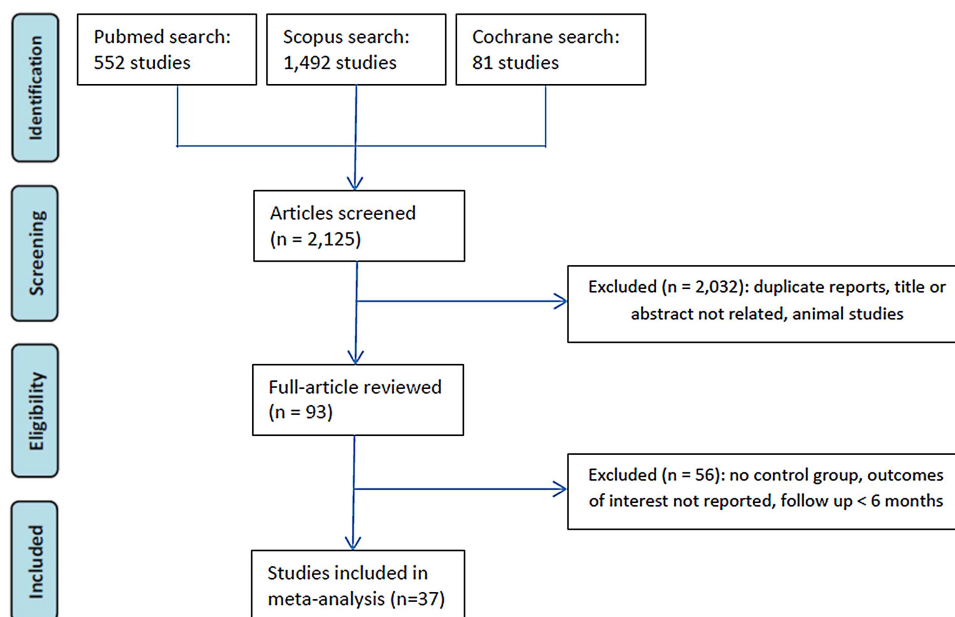 Identification
Pubmed search:
552 studies
Scopus search:
1,492 studies
Cochrane search:
81 studies
Screening
Articles screened
(n = 2,125)
Excluded (n = 2,032): duplicate reports, title or
abstract not related, animal studies
Eligibility
Full-article reviewed
(n = 93)
Excluded (n = 56): no control group, outcomes
of interest not reported, follow up < 6 months
Included
Studies included in
meta-analysis (n=37)